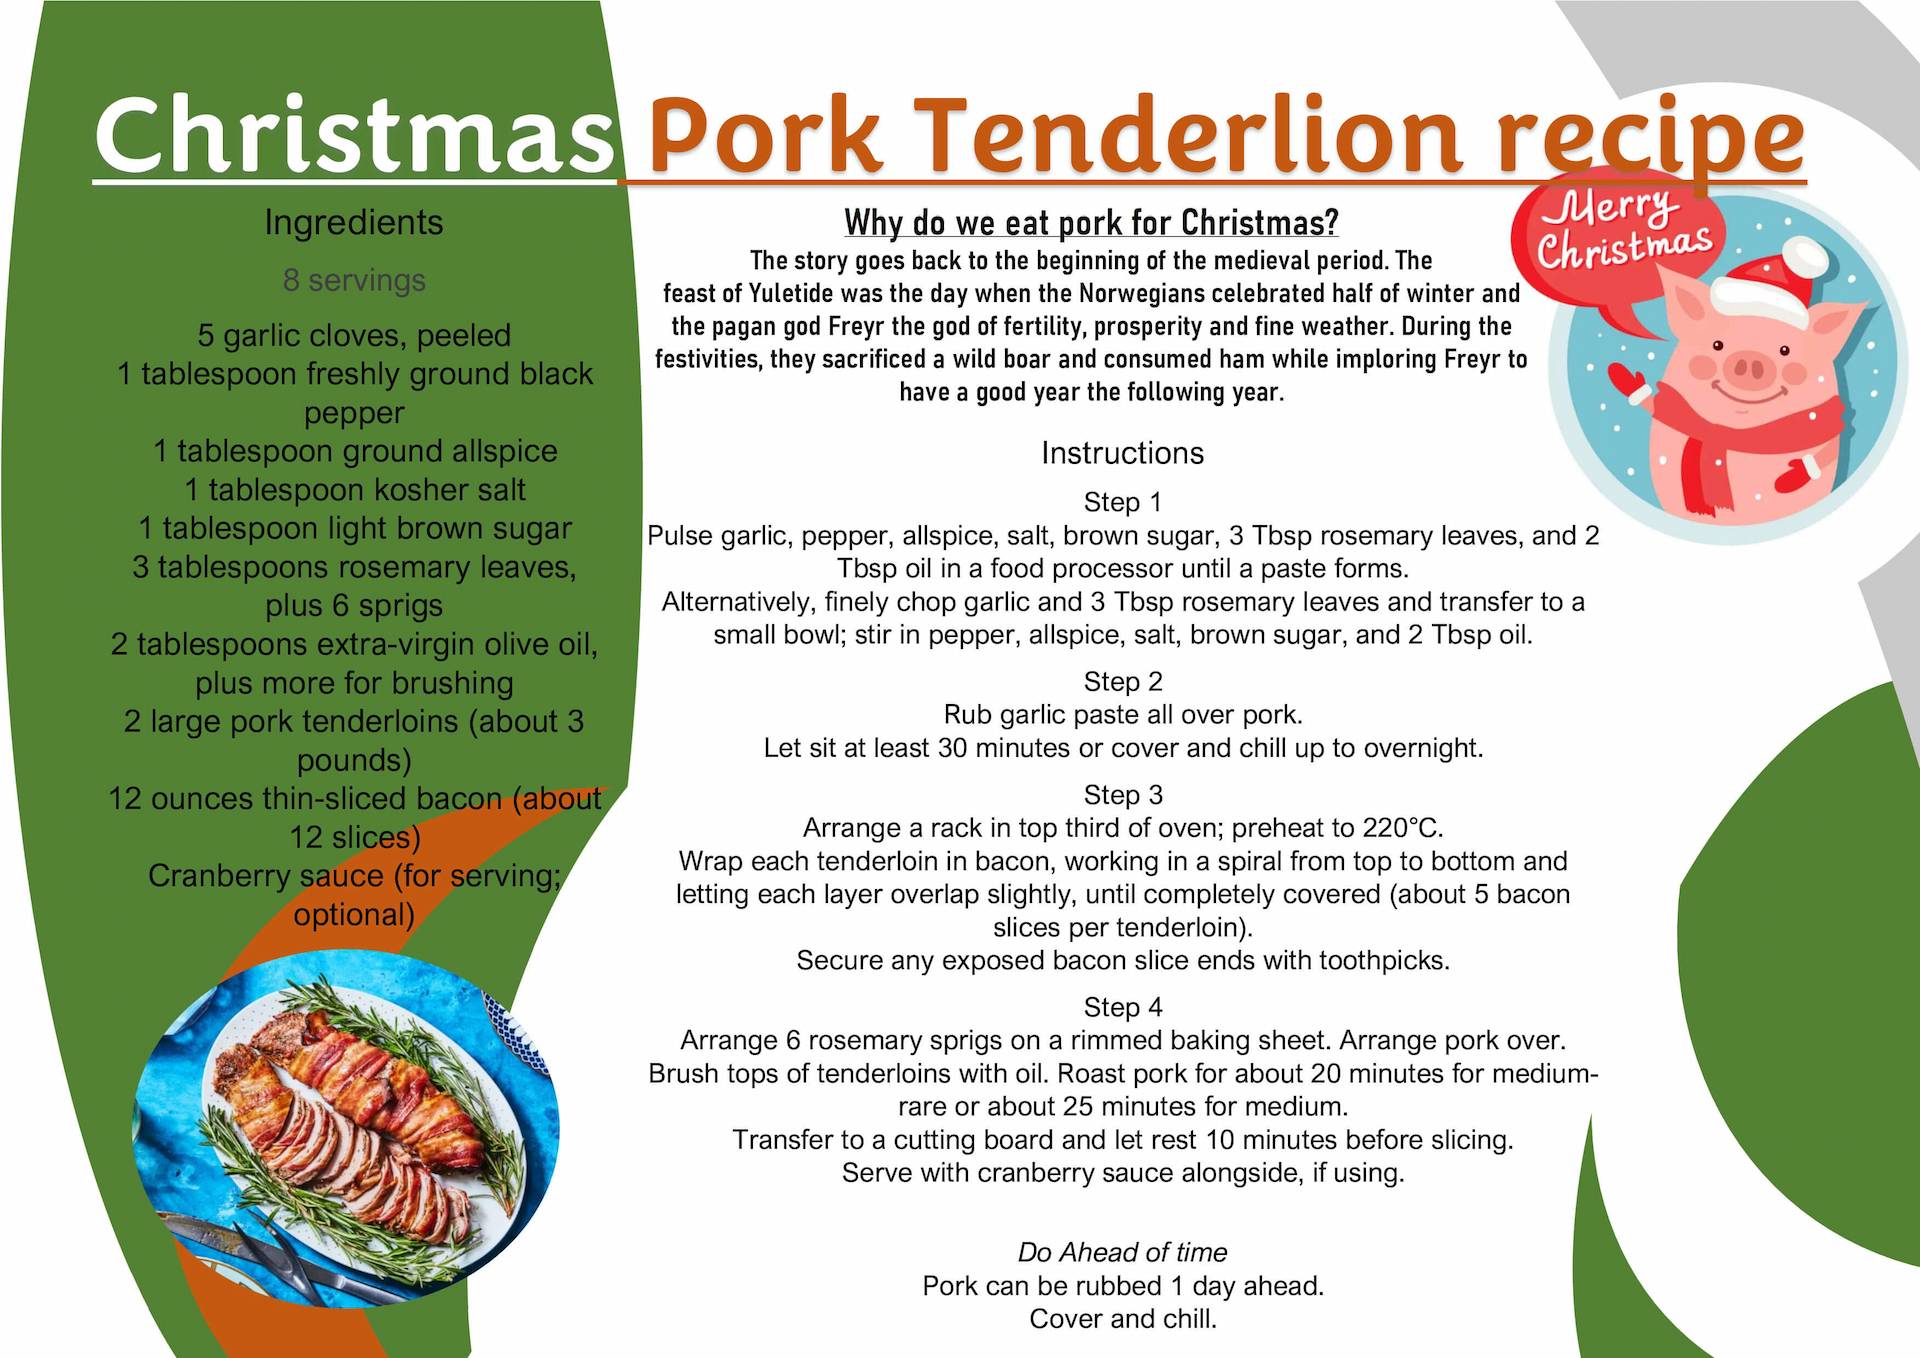 Christmas Pork Tenderlion recipe
Ingredients
8 servings
5 garlic cloves, peeled
1 tablespoon freshly ground black
pepper
1 tablespoon ground allspice
1 tablespoon kosher salt
1 tablespoon light brown sugar
3 tablespoons rosemary leaves,
plus 6 sprigs
2 tablespoons extra-virgin olive oil,
plus more for brushing
2 large pork tenderloins (about 3
pounds)
12 ounces thin-sliced bacon (about
12 slices)
Cranberry sauce (for serving;
optional)
Why do we eat pork for Christmas?
The story goes back to the beginning of the medieval period. The
feast of Yuletide was the day when the Norwegians celebrated half of winter and
the pagan god Freyr the god of fertility, prosperity and fine weather. During the
festivities, they sacrificed a wild boar and consumed ham while imploring Freyr to
have a good year the following year.
Merry
Christmas
Instructions
Step 1
Pulse garlic, pepper, allspice, salt, brown sugar, 3 Tbsp rosemary leaves, and 2
Tbsp oil in a food processor until a paste forms.
Alternatively, finely chop garlic and 3 Tbsp rosemary leaves and transfer to a
small bowl; stir in pepper, allspice, salt, brown sugar, and 2 Tbsp oil.
Step 2
Rub garlic paste all over pork.
Let sit at least 30 minutes or cover and chill up to overnight.
Step 3
Arrange a rack in top third of oven; preheat to 220°C.
Wrap each tenderloin in bacon, working in a spiral from top to bottom and
letting each layer overlap slightly, until completely covered (about 5 bacon
slices per tenderloin).
Secure any exposed bacon slice ends with toothpicks.
Step 4
Arrange 6 rosemary sprigs on a rimmed baking sheet. Arrange pork over.
Brush tops of tenderloins with oil. Roast pork for about 20 minutes for medium-
rare or about 25 minutes for medium.
Transfer to a cutting board and let rest 10 minutes before slicing.
Serve with cranberry sauce alongside, if using.
Do Ahead of time
Pork can be rubbed 1 day ahead.
Cover and chill.